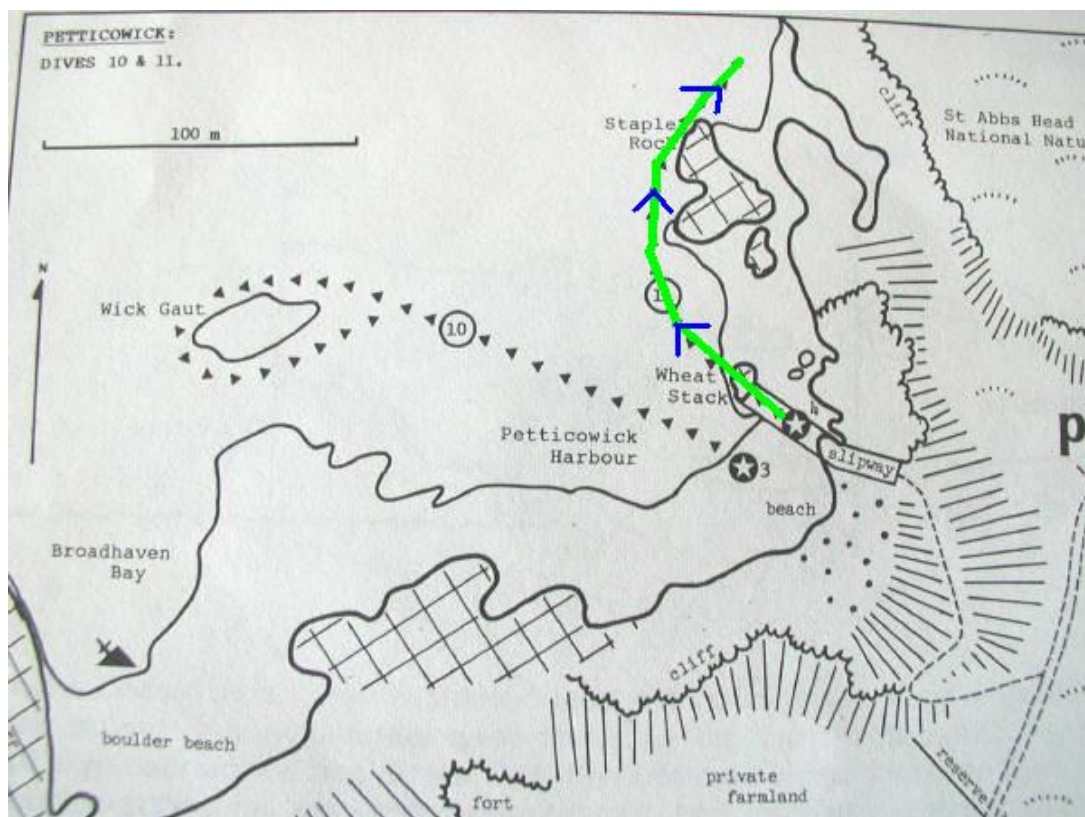 PETTICOWICK:
DIVES 10 & 11.
100 m
cliff
St Abbs Head
National Natu
Staple
Rock
N
Wick Gaut
10
Wheat
Stack
4
Petticowick
Harbour
3
slipway
beach
p
Broadhaven
Bay
cliff
boulder beach
fort
private
farmland
reserve